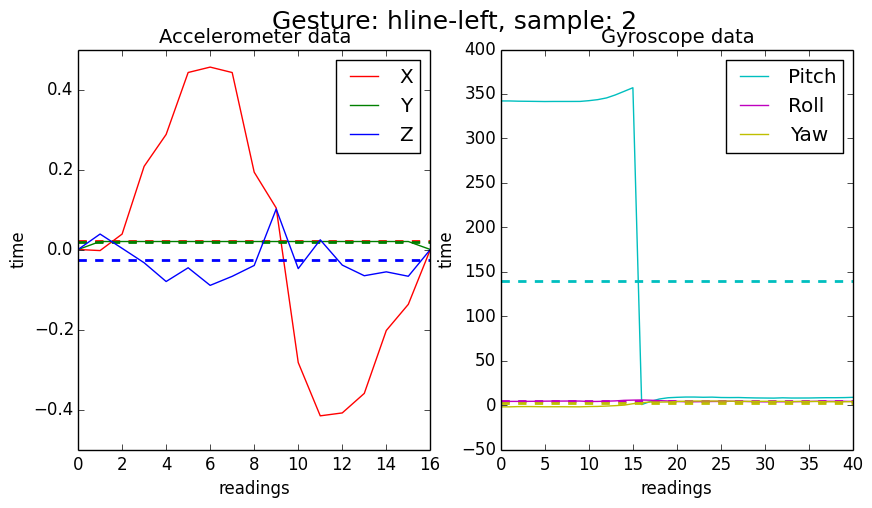 Gesture: hline-left, sample: 2
Accelerometer data
0.4
0.2
0.0
−0.2
−0.4
time
X
Y
Z
0 2 4 6 8 10 12 14 16
readings
Gyroscope data
400
350
300
250
200
150
100
50
0
−50
time
Pitch
Roll
Yaw
0 5 10 15 20 25 30 35 40
readings